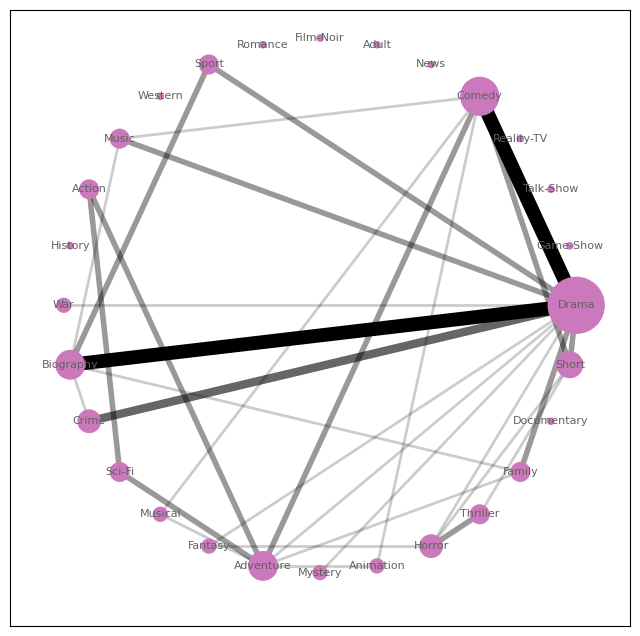 Film-Noir
Romance
Adult
Sport
News
Western
Comedy
Music
Reality-TV
Action
Talk-Show
History
Game-Show
War
Drama
Biography
Short
Crime
Documentary
Sci-Fi
Family
Musical
Thriller
Fantasy
Horror
Adventure
Mystery
Animation